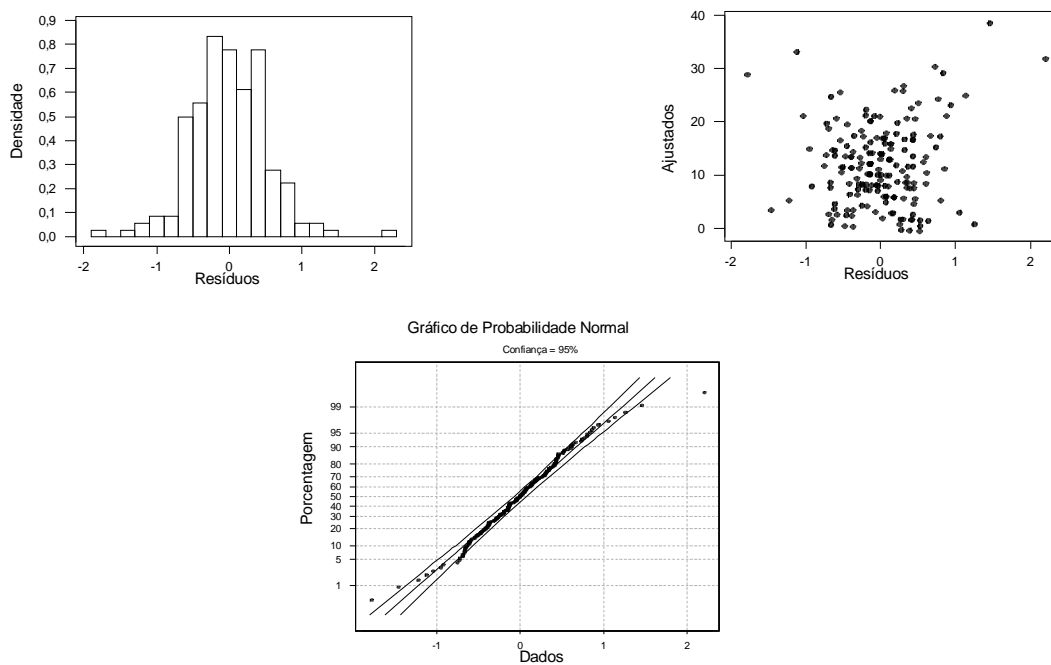 0,9
0,8
0,7
0,6
0,5
0,4
0,3
0,2
0,1
0,0
Densidade
-2 -1 0 1 2
Resíduos
40
30
20
10
0
Ajustados
-2 -1 0 1 2
Resíduos
Gráfico de Probabilidade Normal
Confiança = 95%
99
95
90
80
70
60
50
40
30
20
10
5
1
Porcentagem
-1 0 1 2
Dados